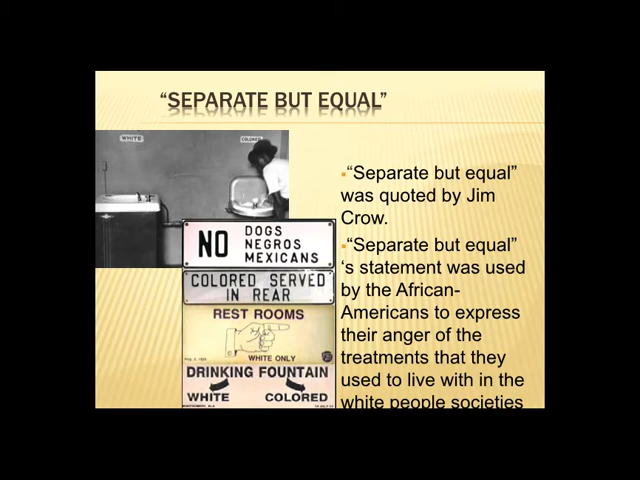 “SEPARATE BUT EQUAL”
WHITE
COLORED
NO DOGS
NEGROS
MEXICANS
COLORED SERVED
IN REAR
REST ROOMS
WHITE ONLY
DRINKING FOUNTAIN
WHITE COLORED
MONTGOMERY, ALA.
“Separate but equal”
was quoted by Jim
Crow.
“Separate but equal”
‘s statement was used
by the African-
Americans to express
their anger of the
treatments that they
used to live with in the
white people societies